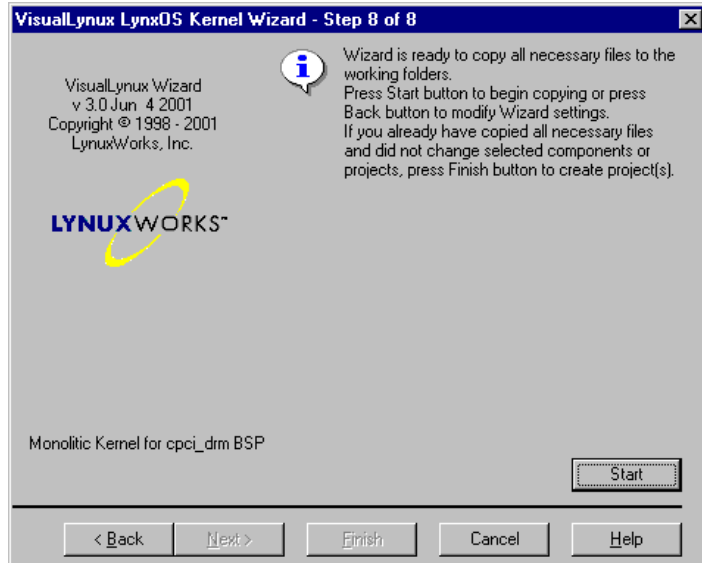 VisualLynux LynxOS Kernel Wizard - Step 8 of 8
VisualLynux Wizard
v 3.0 Jun 4 2001
Copyright © 1998 - 2001
LynuxWorks, Inc.
LYNUXWORKS™
Wizard is ready to copy all necessary files to the
working folders.
Press Start button to begin copying or press
Back button to modify Wizard settings.
If you already have copied all necessary files
and did not change selected components or
projects, press Finish button to create project(s).
Monolitic Kernel for cpci_drm BSP
Start
< Back
Next >
Finish
Cancel
Help